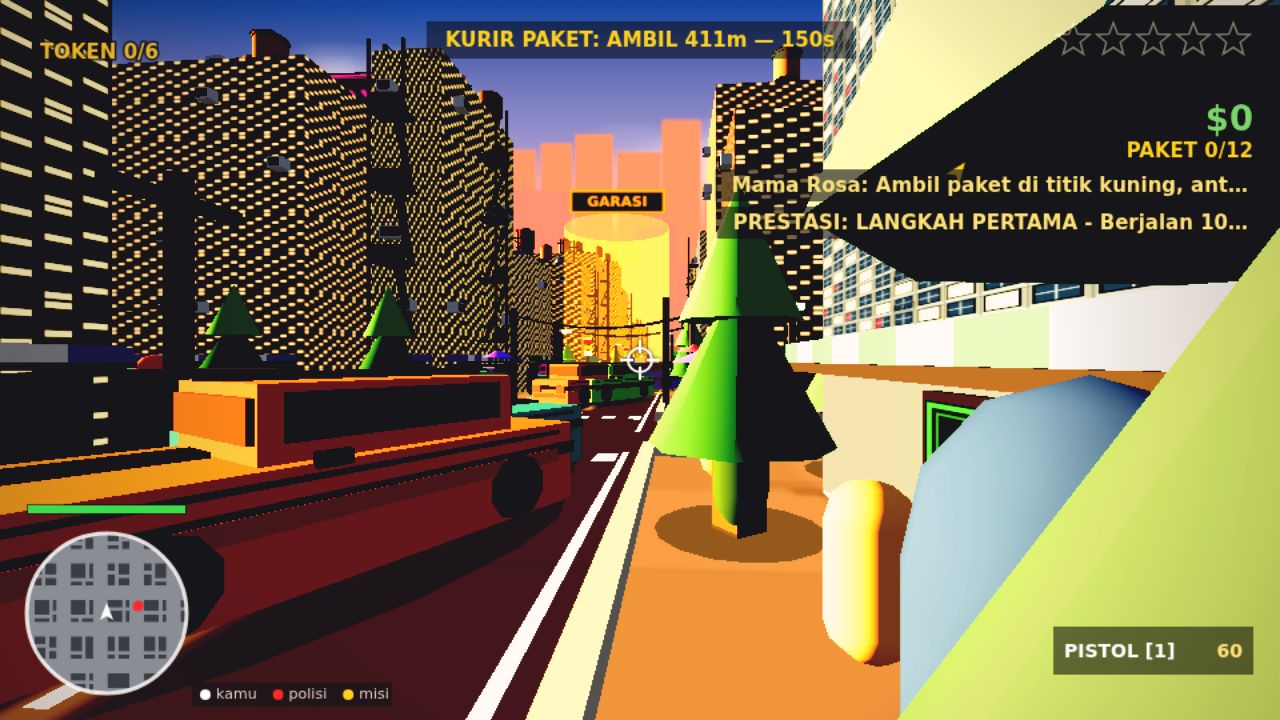 TOKEN 0/6
KURIR PAKET: AMBIL 411m — 150s
$0
PAKET 0/12
Mama Rosa: Ambil paket di titik kuning, ant...
PRESTASI: LANGKAH PERTAMA - Berjalan 10...
GARASI
kamu polisi misi
PISTOL [1] 60